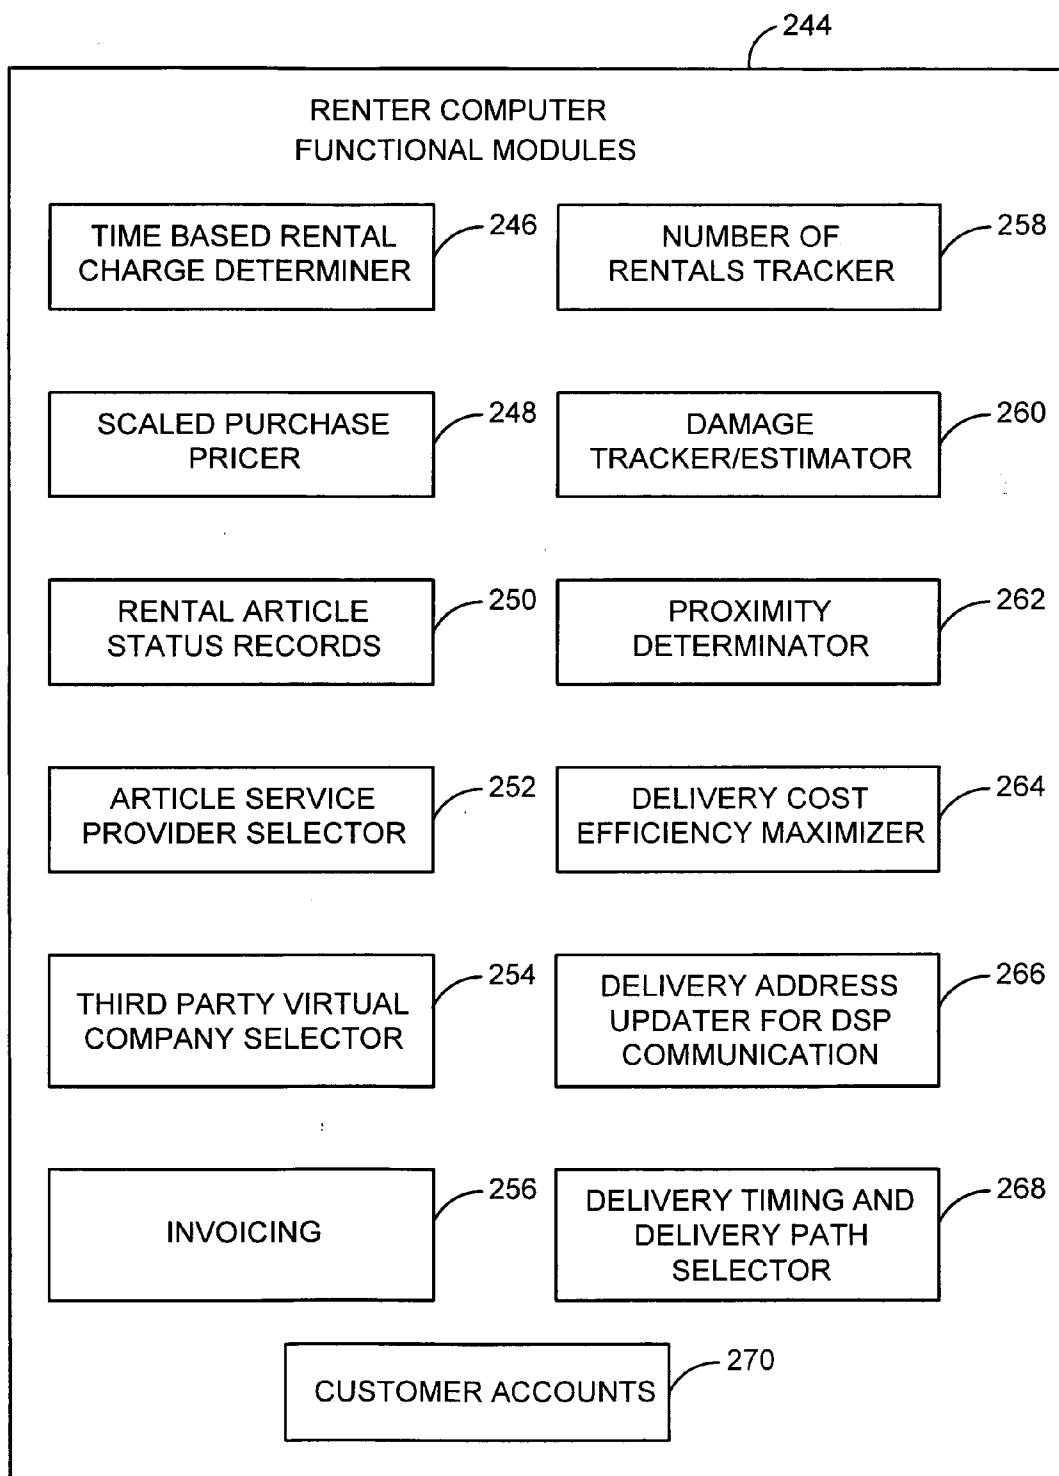 244
RENTER COMPUTER
FUNCTIONAL MODULES
TIME BASED RENTAL
CHARGE DETERMINER
246
NUMBER OF
RENTALS TRACKER
258
SCALED PURCHASE
PRICER
248
DAMAGE
TRACKER/ESTIMATOR
260
RENTAL ARTICLE
STATUS RECORDS
250
PROXIMITY
DETERMINATOR
262
ARTICLE SERVICE
PROVIDER SELECTOR
252
DELIVERY COST
EFFICIENCY MAXIMIZER
264
THIRD PARTY VIRTUAL
COMPANY SELECTOR
254
DELIVERY ADDRESS
UPDATER FOR DSP
COMMUNICATION
266
INVOICING
256
DELIVERY TIMING AND
DELIVERY PATH
SELECTOR
268
CUSTOMER ACCOUNTS
270